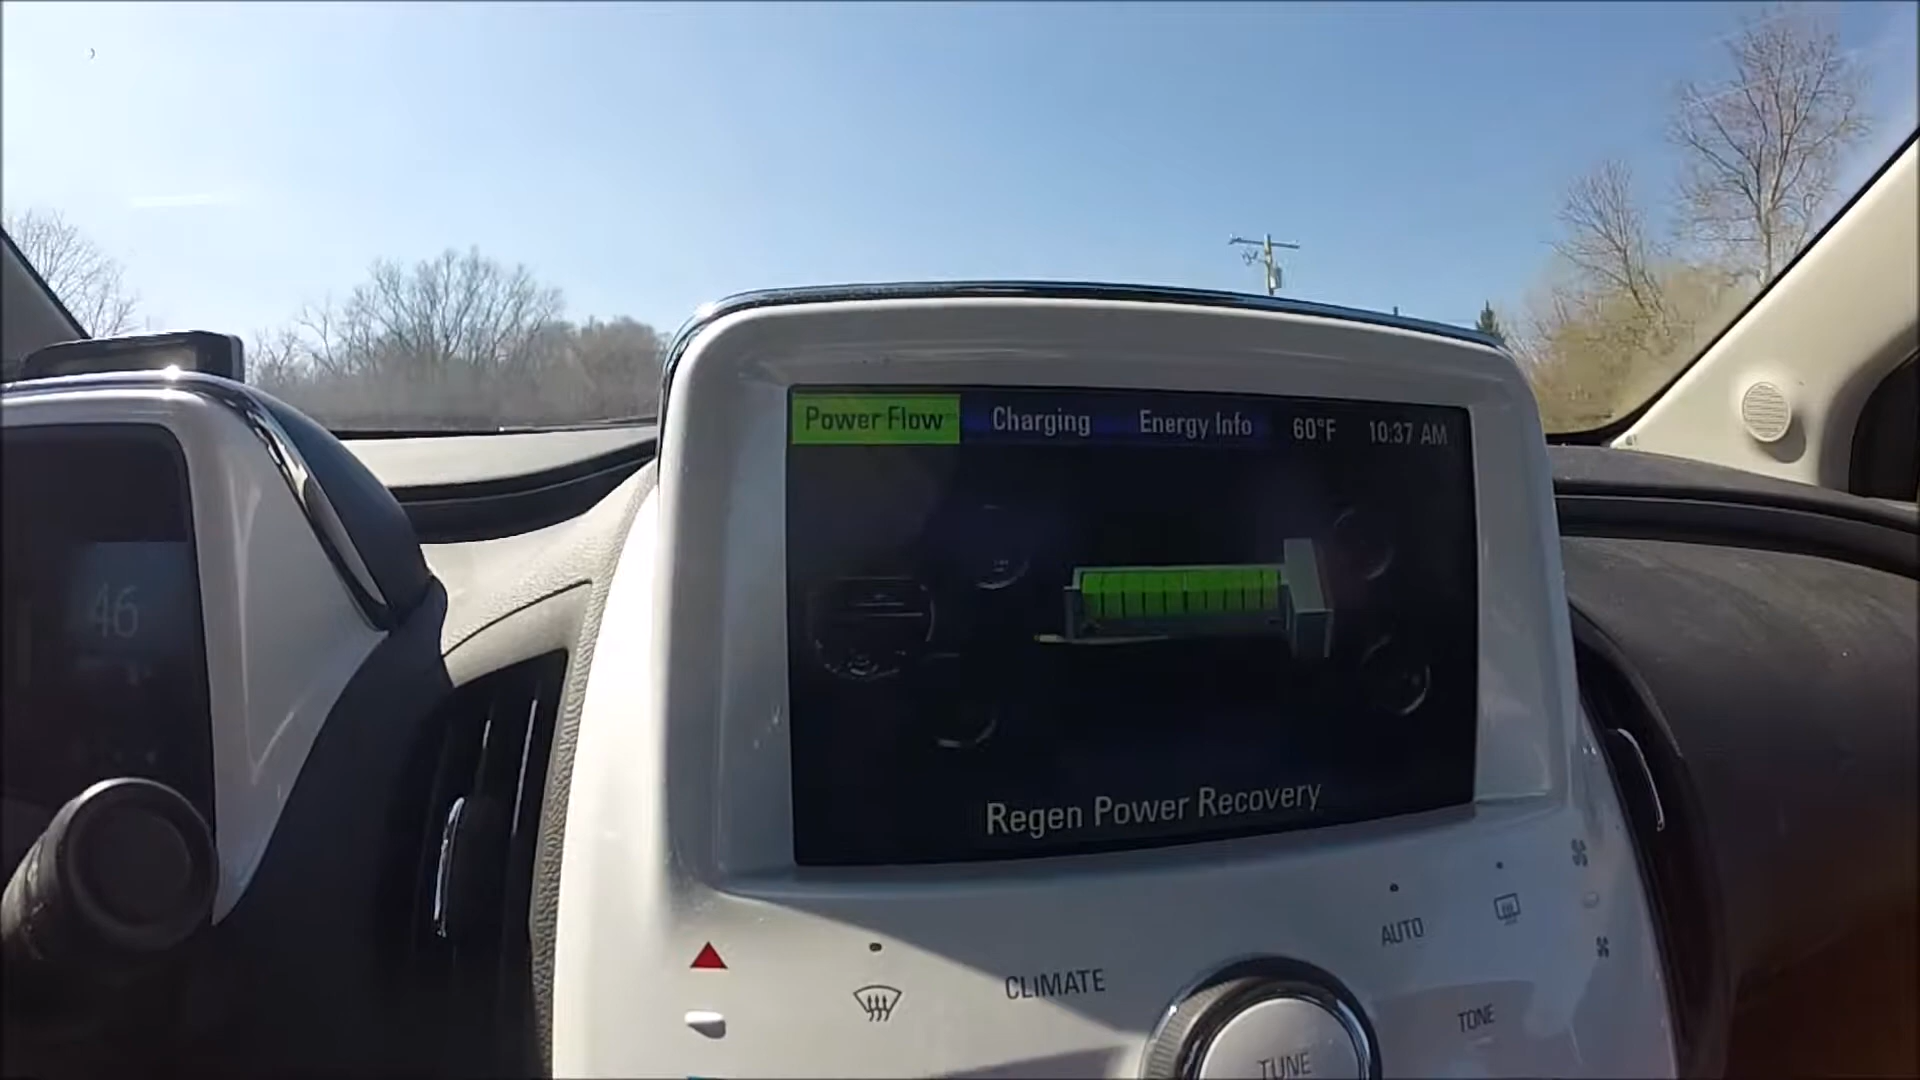 Power Flow Charging Energy Info 60°F 10:37 AM
46
Regen Power Recovery
AUTO
CLIMATE
TONE
TUNE